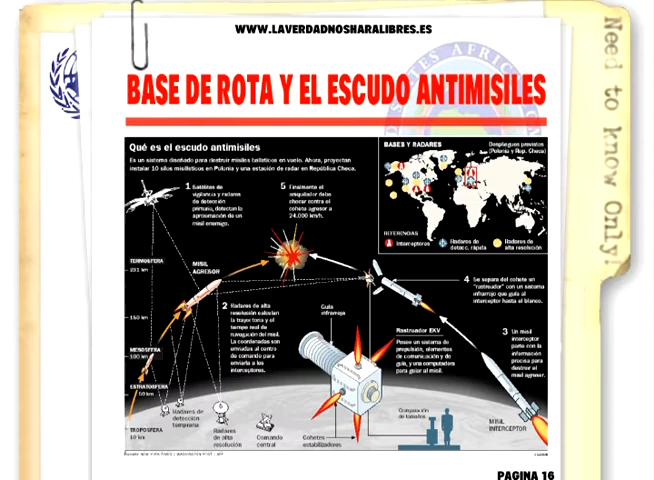 WWW.LAVERDADNOSHARALIBRES.ES
BASE DE ROTA Y EL ESCUDO ANTIMISILES
Need to know Only!
Qué es el escudo antimisiles
Es un sistema diseñado para destruir misiles balísticos en vuelo. Ahora, proyectan
instalar 10 silos misilísticos en Polonia y una estación de radar en República Checa.
BASES Y RADARES
Despliegues previstos
(Polonia y Rep. Checa)
REFERENCIAS
Interceptores
Radares de
detecc. rápida
Radares de
alta resolución
1 Satélites de
vigilancia y radares
de detección
primaria, detectan la
aproximación de un
misil enemigo.
5 Finalmente el
aniquilador debe
chocar contra el
cohete agresor a
24.000 km/h.
TERMOSFERA
MISIL
AGRESOR
150 km
MESOSFERA
100 km
ESTRATOSFERA
TROPOSFERA
10 km
2 Radares de alta
resolución calculan
la trayectoria y el
tiempo real de
navegación del misil.
La coordenadas son
enviadas al centro
de comando para
enviarla a los
interceptores.
Guía
infrarroja
4 Se separa del cohete un
"rastreador" con un sistema
infrarrojo que guía al
interceptor hasta el blanco.
Rastreador EKV
Posee un sistema de
propulsión, elementos
de comunicación y de
guía, y una computadora
para guiar al misil.
3 Un misil
interceptor
parte con la
información
precisa para
destruir el
misil agresor.
Radares de
detección
temprana
Radares
de alta
resolución
Comando
central
Cohetes
estabilizadores
Comparación
de tamaños
MISIL
INTERCEPTOR
PAGINA 16